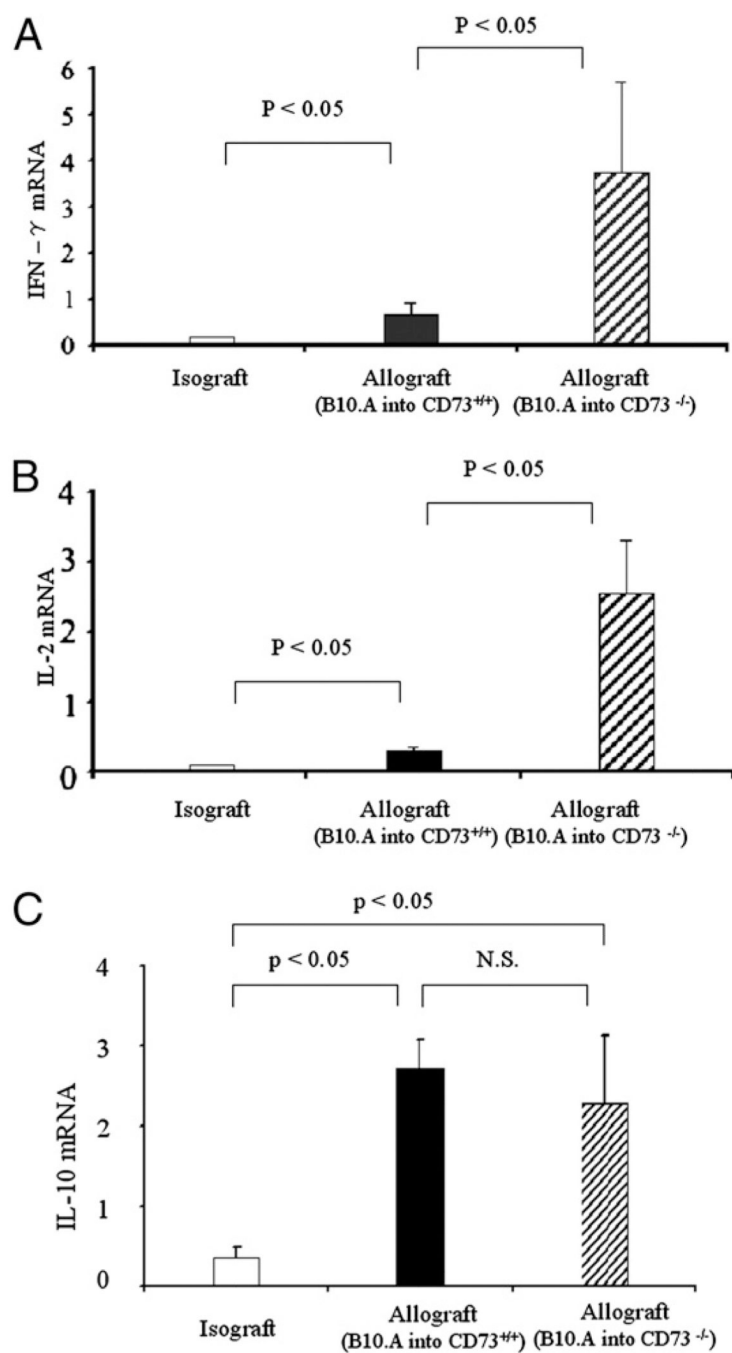 A
P < 0.05
P < 0.05
6
5
4
3
2
1
0
IFN – γ mRNA
Isograft
Allograft
(B10.A into CD73+/+)
Allograft
(B10.A into CD73 -/-)
B
P < 0.05
P < 0.05
4
3
2
1
0
IL-2 mRNA
Isograft
Allograft
(B10.A into CD73+/+)
Allograft
(B10.A into CD73 -/-)
C
p < 0.05
p < 0.05
N.S.
4
3
2
1
0
IL-10 mRNA
Isograft
Allograft
(B10.A into CD73+/+)
Allograft
(B10.A into CD73 -/-)